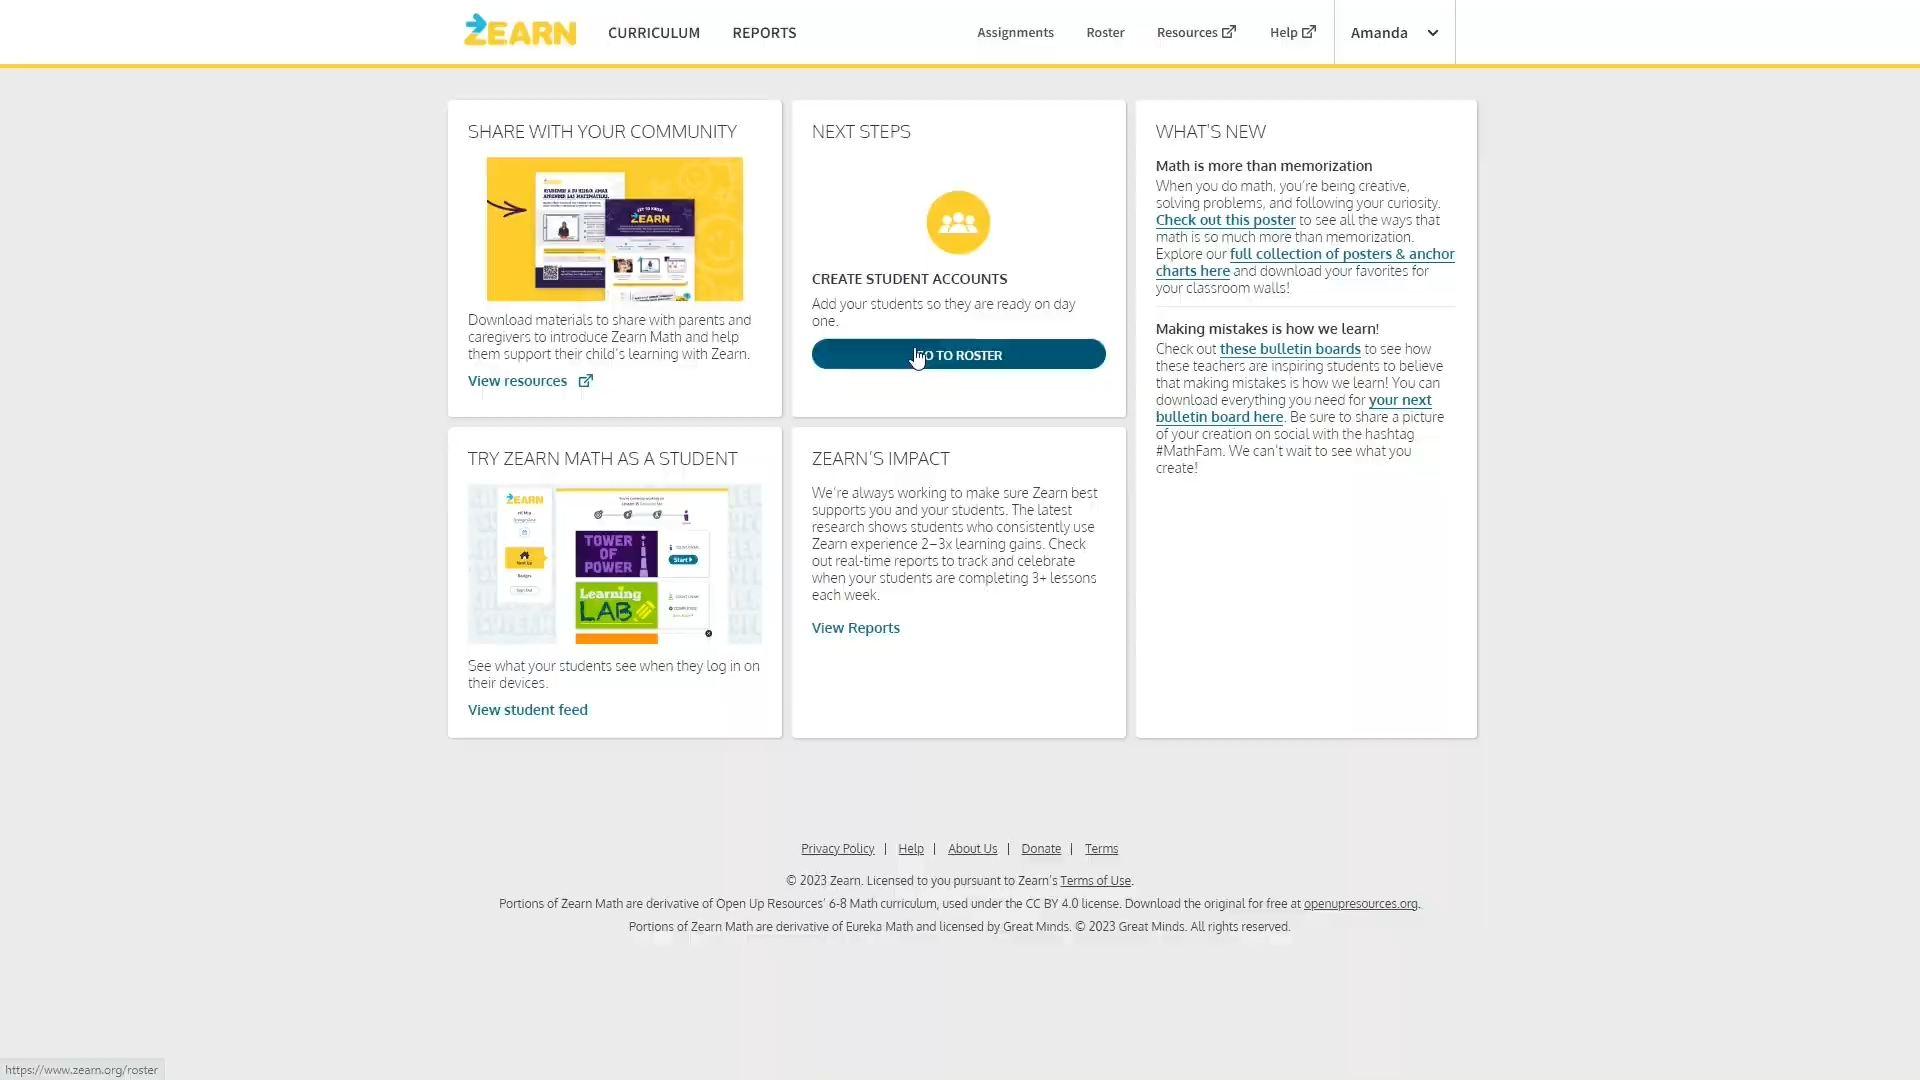 ZEARN
CURRICULUM
REPORTS
Assignments
Roster
Resources
Help
Amanda
SHARE WITH YOUR COMMUNITY
ZEARN
Download materials to share with parents and
caregivers to introduce Zearn Math and help
them support their child's learning with Zearn.
View resources
NEXT STEPS
CREATE STUDENT ACCOUNTS
Add your students so they are ready on day
one.
GO TO ROSTER
WHAT'S NEW
Math is more than memorization
When you do math, you're being creative,
solving problems, and following your curiosity.
Check out this poster to see all the ways that
math is so much more than memorization.
Explore our full collection of posters & anchor
charts here and download your favorites for
your classroom walls!
Making mistakes is how we learn!
Check out these bulletin boards to see how
these teachers are inspiring students to believe
that making mistakes is how we learn! You can
download everything you need for your next
bulletin board here. Be sure to share a picture
of your creation on social with the hashtag
#MathFam. We can't wait to see what you
create!
TRY ZEARN MATH AS A STUDENT
ZEARN
TOWER
OF
POWER
Start
Learning
LAB
See what your students see when they log in on
their devices.
View student feed
ZEARN'S IMPACT
We're always working to make sure Zearn best
supports you and your students. The latest
research shows students who consistently use
Zearn experience 2–3x learning gains. Check
out real-time reports to track and celebrate
when your students are completing 3+ lessons
each week.
View Reports
Privacy Policy | Help | About Us | Donate | Terms
© 2023 Zearn. Licensed to you pursuant to Zearn's Terms of Use.
Portions of Zearn Math are derivative of Open Up Resources' 6-8 Math curriculum, used under the CC BY 4.0 license. Download the original for free at openupresources.org.
Portions of Zearn Math are derivative of Eureka Math and licensed by Great Minds. © 2023 Great Minds. All rights reserved.
https://www.zearn.org/roster